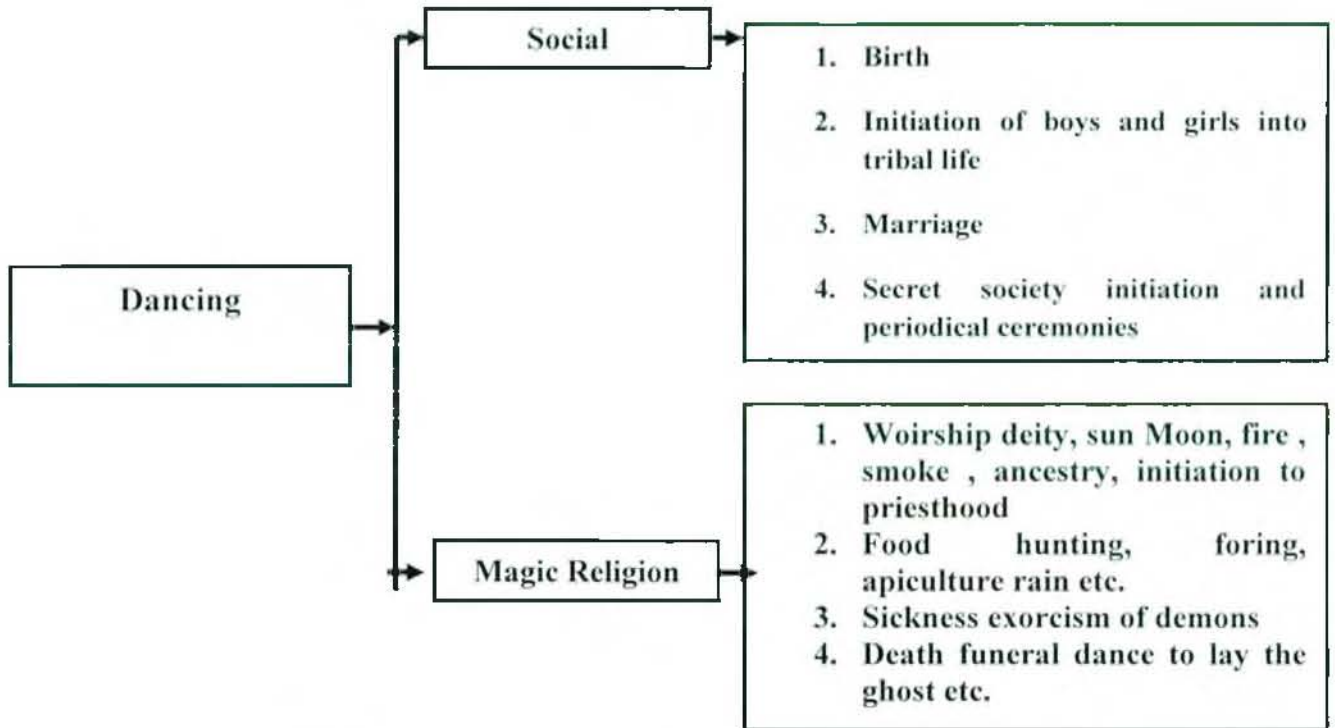 Social
1. Birth
2. Initiation of boys and girls into
tribal life
3. Marriage
4. Secret society initiation and
periodical ceremonies
Dancing
Magic Religion
1. Woirship deity, sun Moon, fire ,
smoke , ancestry, initiation to
priesthood
2. Food hunting, foring,
apiculture rain etc.
3. Sickness exorcism of demons
4. Death funeral dance to lay the
ghost etc.